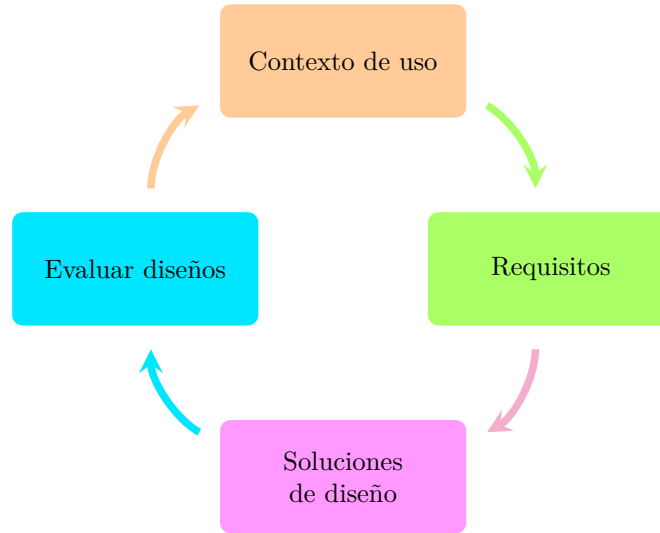 Contexto de uso
Evaluar diseños
Requisitos
Soluciones
de diseño